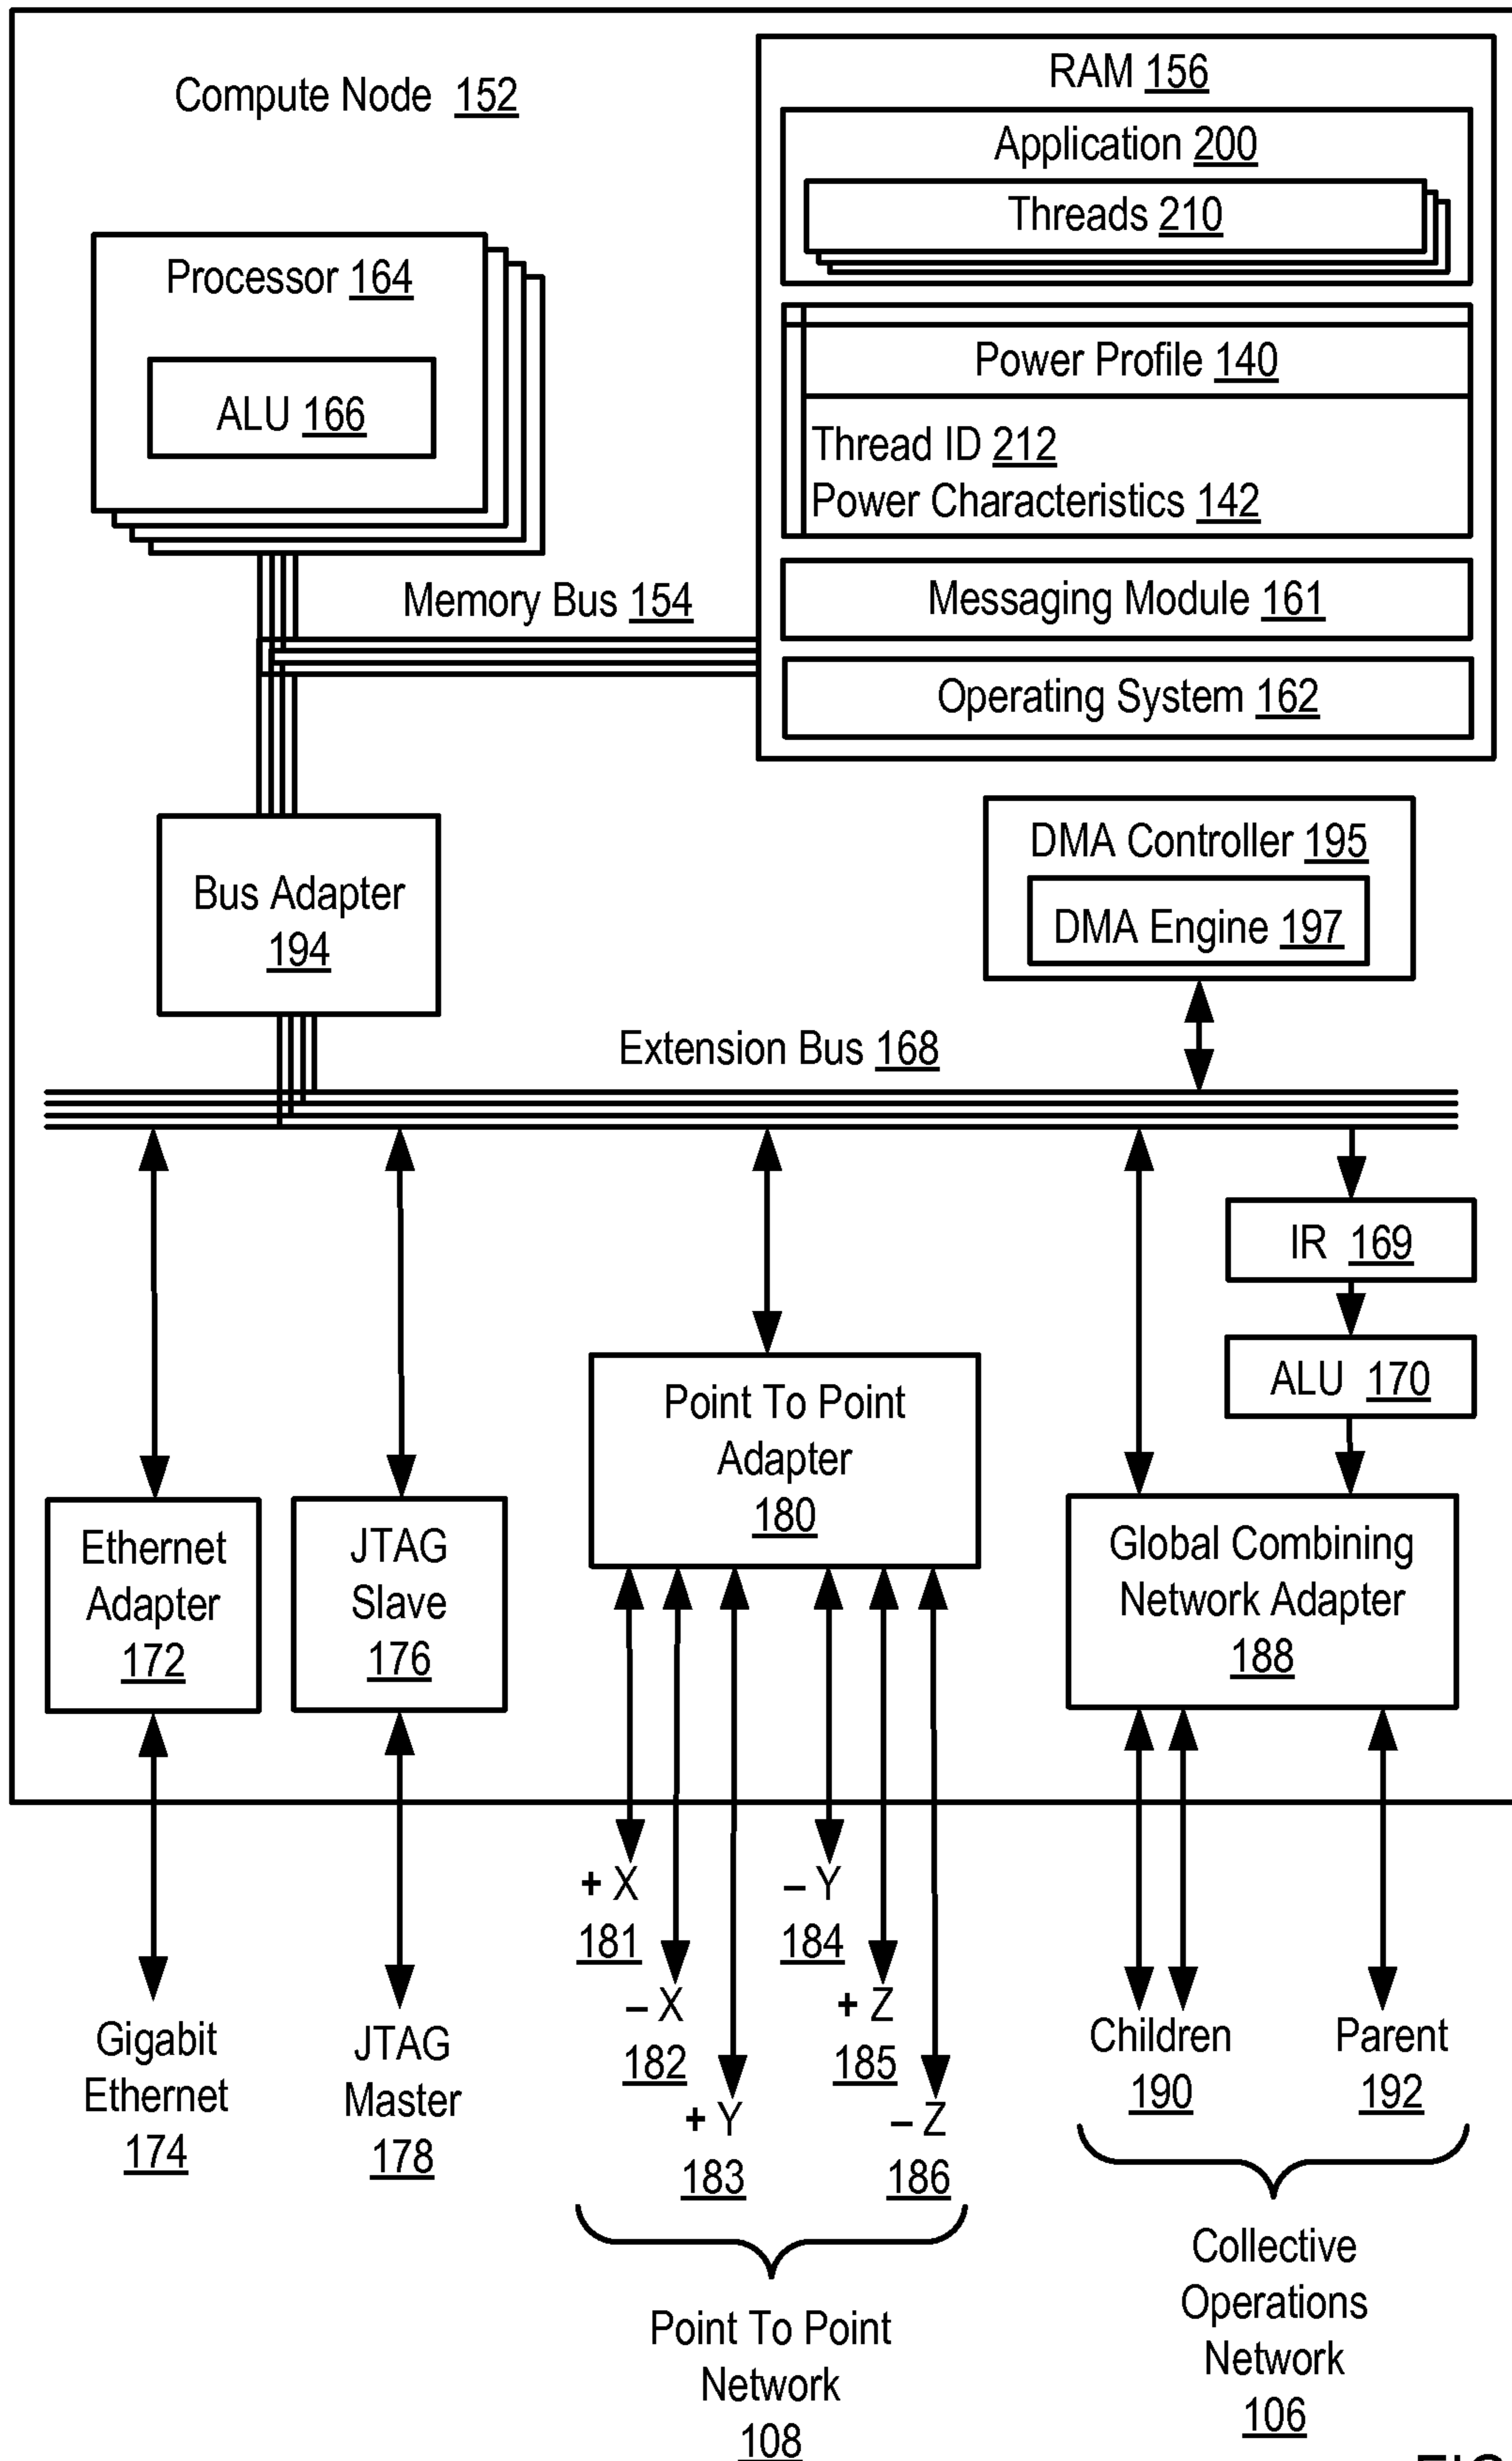 Compute Node 152
RAM 156
Application 200
Threads 210
Processor 164
ALU 166
Power Profile 140
Thread ID 212
Power Characteristics 142
Memory Bus 154
Messaging Module 161
Operating System 162
Bus Adapter
194
DMA Controller 195
DMA Engine 197
Extension Bus 168
IR 169
ALU 170
Point To Point
Adapter
180
Ethernet
Adapter
172
JTAG
Slave
176
Global Combining
Network Adapter
188
+ X
181
– X
182
+ Y
183
– Y
184
+ Z
185
– Z
186
Gigabit
Ethernet
174
JTAG
Master
178
Children
190
Parent
192
Point To Point
Network
108
Collective
Operations
Network
106